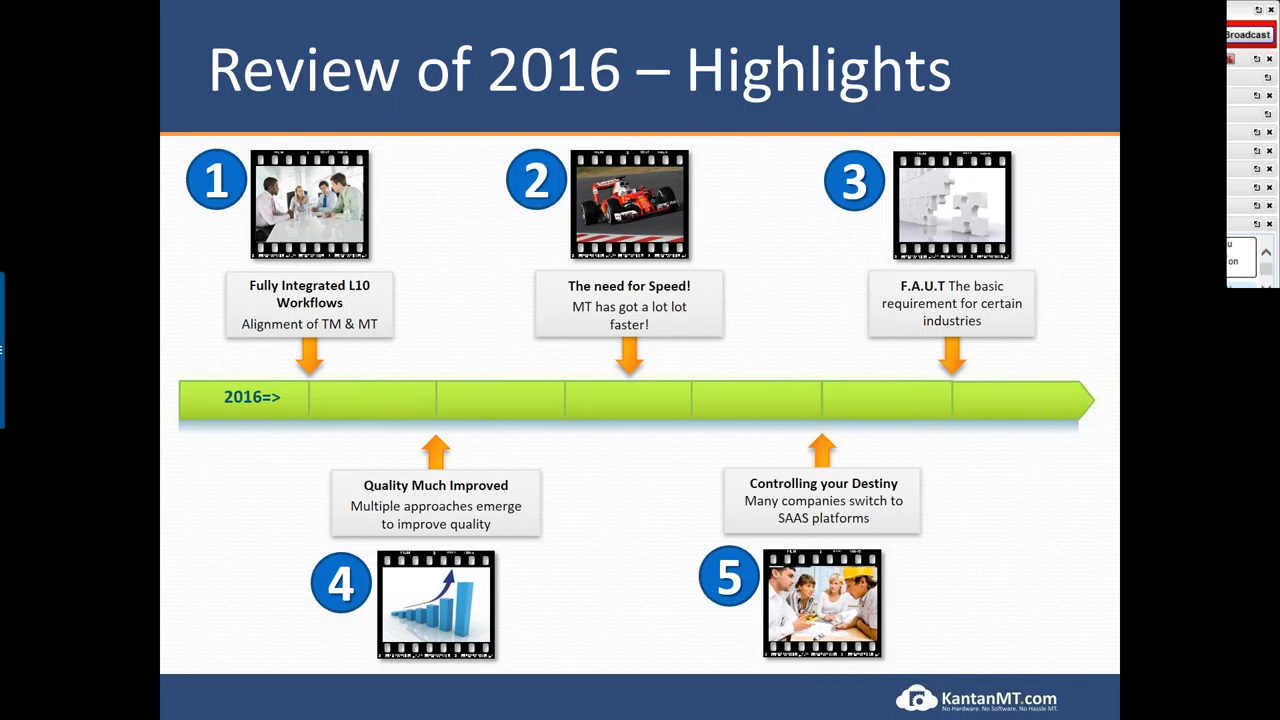 Review of 2016 – Highlights
1
2
3
Fully Integrated L10
Workflows
Alignment of TM & MT
The need for Speed!
MT has got a lot lot
faster!
F.A.U.T The basic
requirement for certain
industries
2016=>
Quality Much Improved
Multiple approaches emerge
to improve quality
Controlling your Destiny
Many companies switch to
SAAS platforms
4
5
KantanMT.com
No Hardware. No Software. No Hassle MT.
Broadcast
on